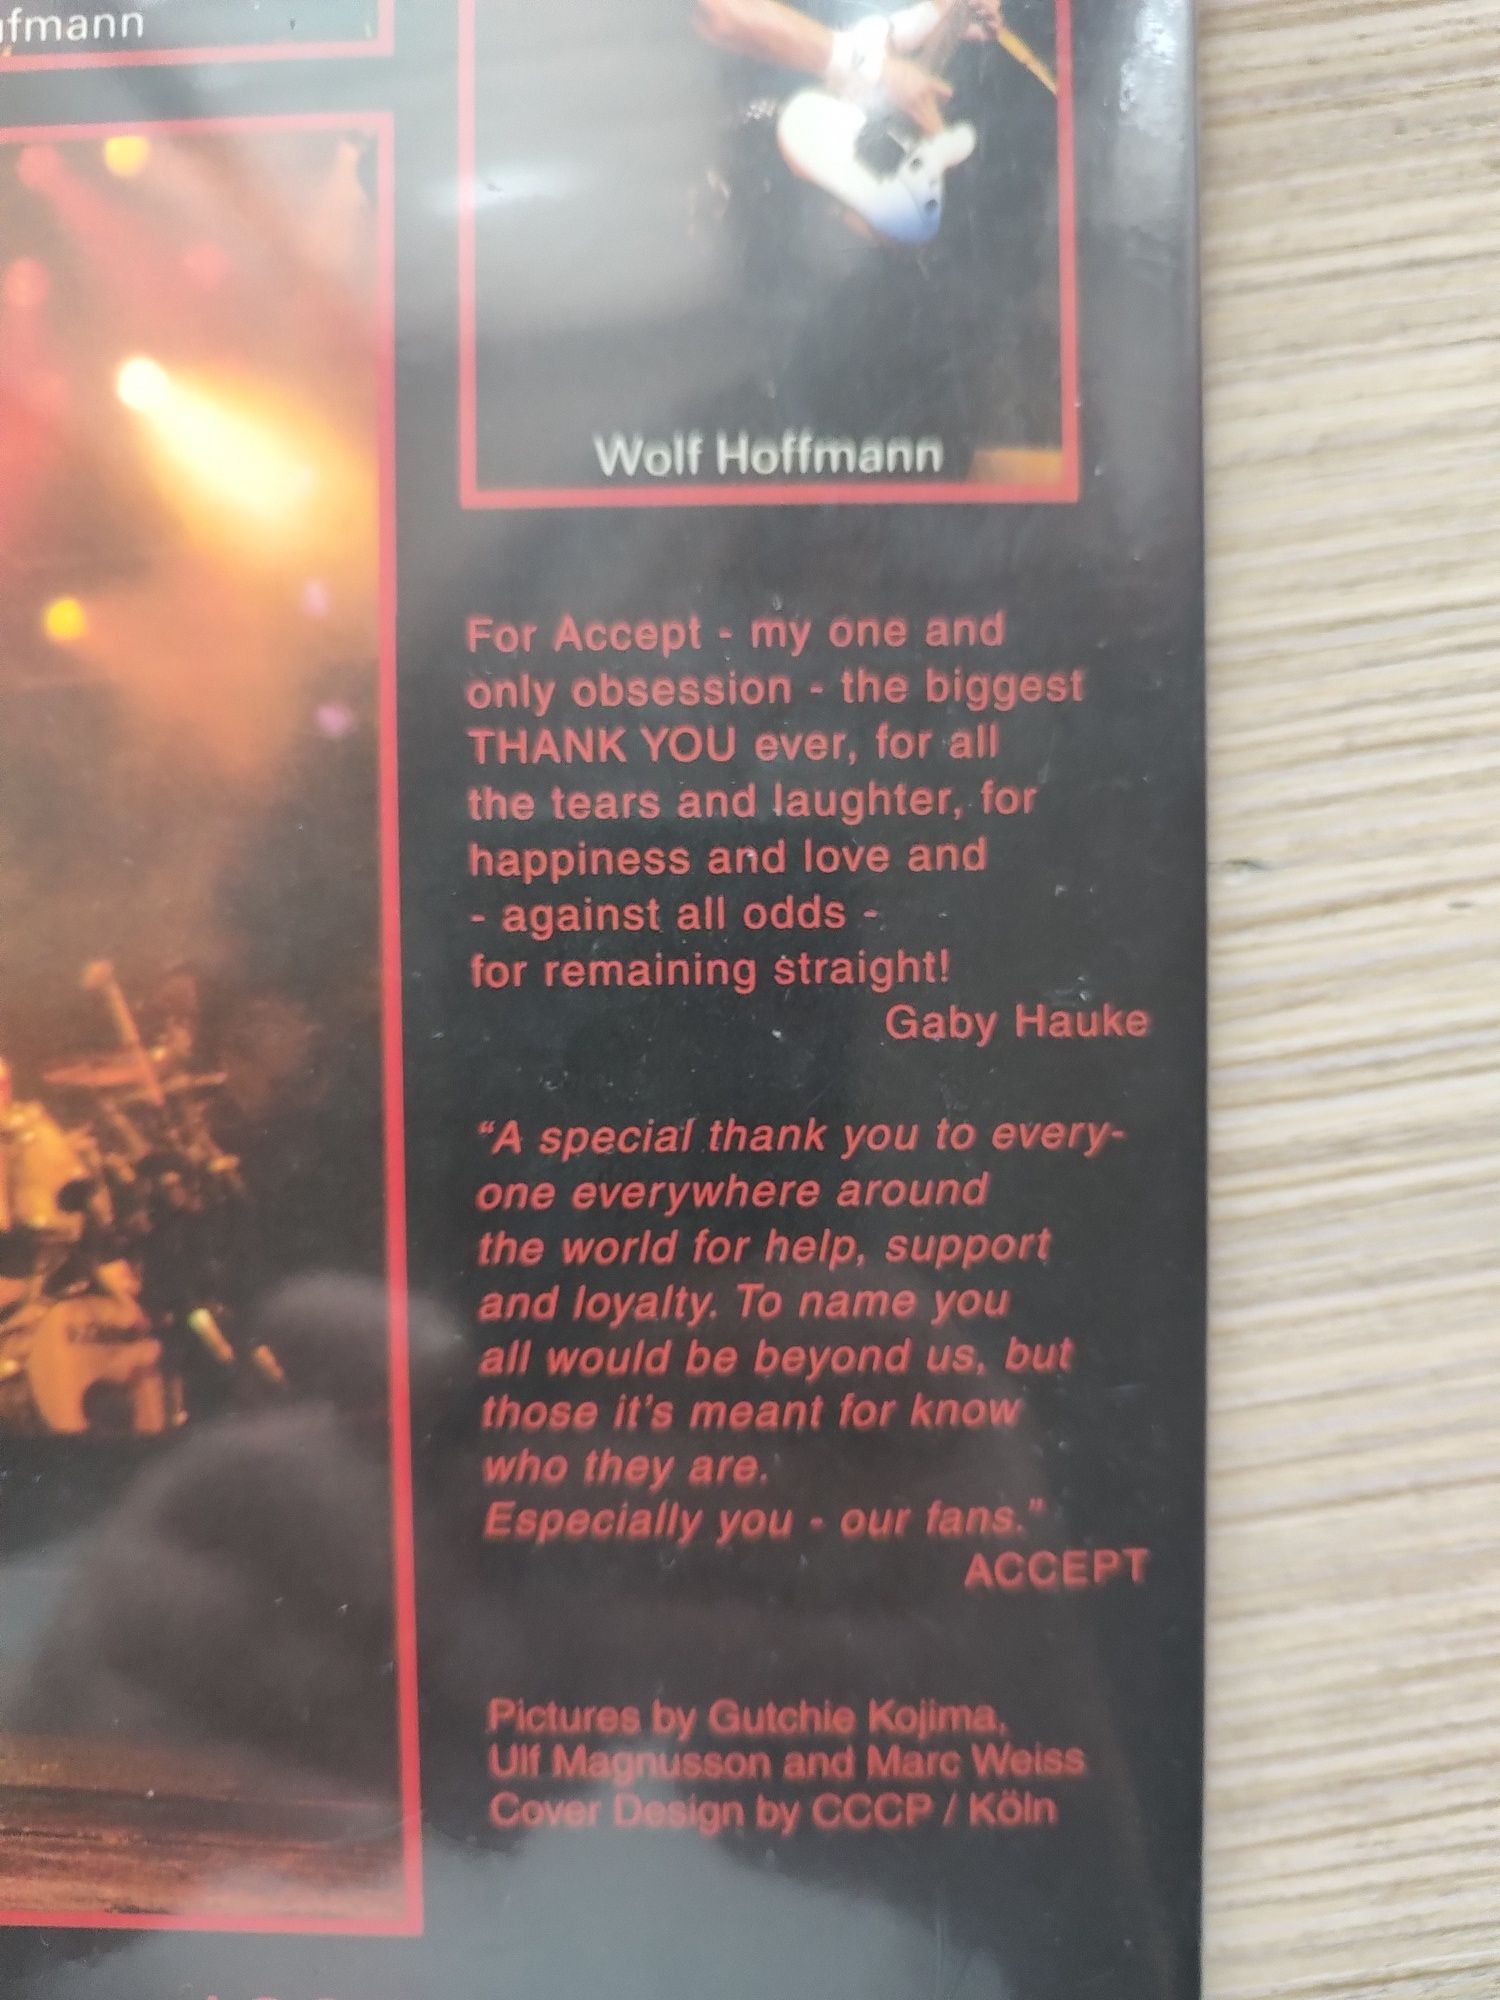 ufmann
Wolf Hoffmann
For Accept - my one and
only obsession - the biggest
THANK YOU ever, for all
the tears and laughter, for
happiness and love and
- against all odds -
for remaining straight!
Gaby Hauke
“A special thank you to every-
one everywhere around
the world for help, support
and loyalty. To name you
all would be beyond us, but
those it's meant for know
who they are.
Especially you - our fans.”
ACCEPT
Pictures by Gutchie Kojima,
Ulf Magnusson and Marc Weiss
Cover Design by CCCP / Köln